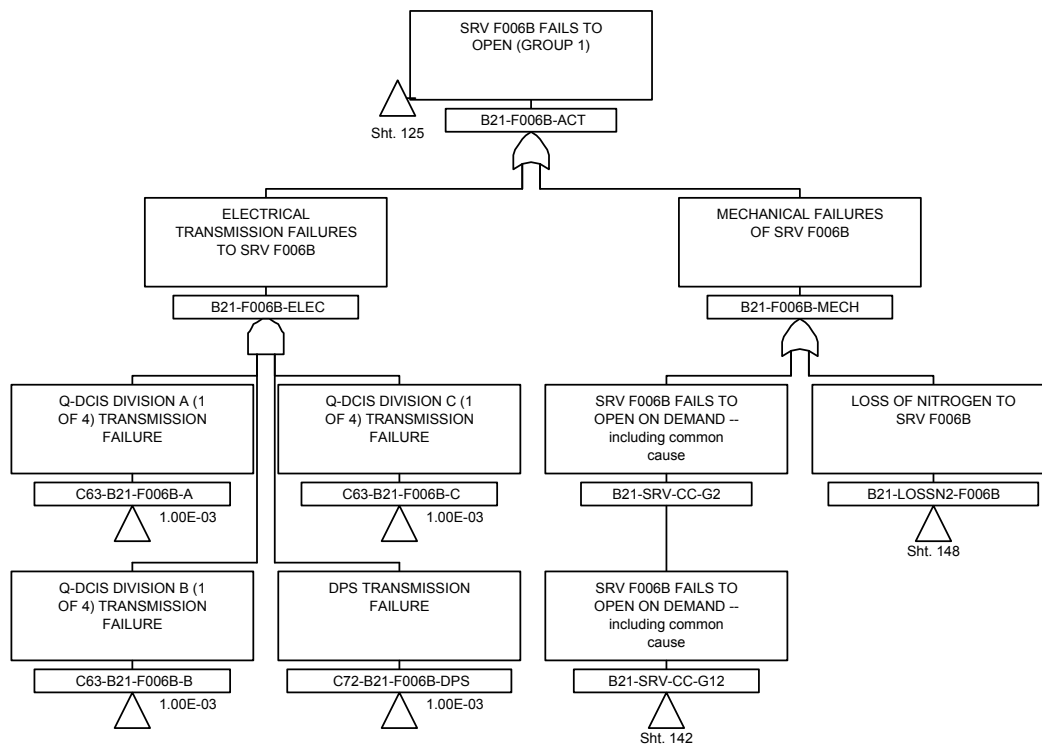 SRV F006B FAILS TO
OPEN (GROUP 1)
Sht. 125
B21-F006B-ACT
ELECTRICAL
TRANSMISSION FAILURES
TO SRV F006B
B21-F006B-ELEC
MECHANICAL FAILURES
OF SRV F006B
B21-F006B-MECH
Q-DCIS DIVISION A (1
OF 4) TRANSMISSION
FAILURE
C63-B21-F006B-A
1.00E-03
Q-DCIS DIVISION C (1
OF 4) TRANSMISSION
FAILURE
C63-B21-F006B-C
1.00E-03
SRV F006B FAILS TO
OPEN ON DEMAND --
including common
cause
B21-SRV-CC-G2
LOSS OF NITROGEN TO
SRV F006B
B21-LOSSN2-F006B
Sht. 148
Q-DCIS DIVISION B (1
OF 4) TRANSMISSION
FAILURE
C63-B21-F006B-B
1.00E-03
DPS TRANSMISSION
FAILURE
C72-B21-F006B-DPS
1.00E-03
SRV F006B FAILS TO
OPEN ON DEMAND --
including common
cause
B21-SRV-CC-G12
Sht. 142